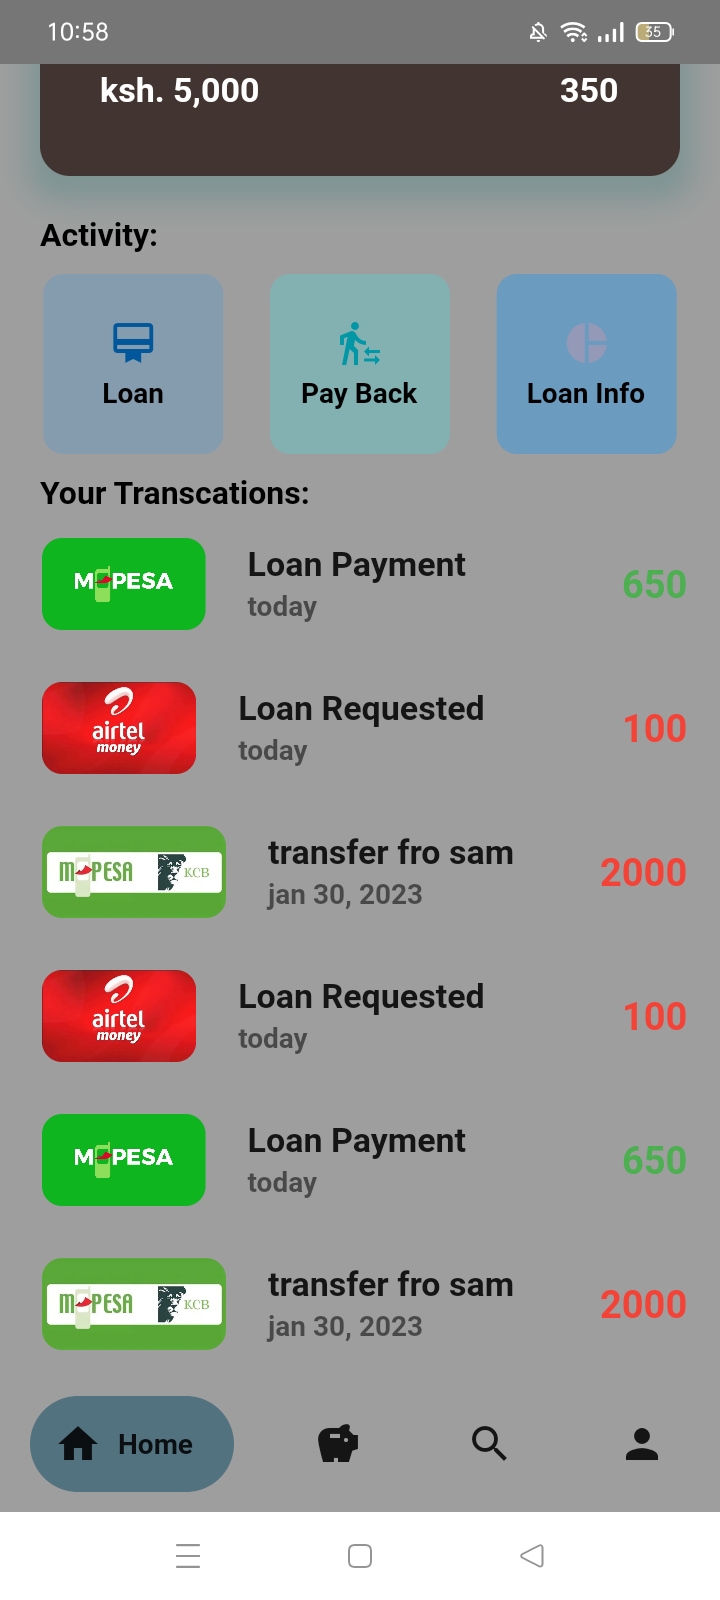 10:58
35
ksh. 5,000
350
Activity:
Loan
Pay Back
Loan Info
Your Transcations:
M PESA
Loan Payment
today
650
airtel
money
Loan Requested
today
100
M PESA
KCB
transfer fro sam
jan 30, 2023
2000
airtel
money
Loan Requested
today
100
M PESA
Loan Payment
today
650
M PESA
KCB
transfer fro sam
jan 30, 2023
2000
Home